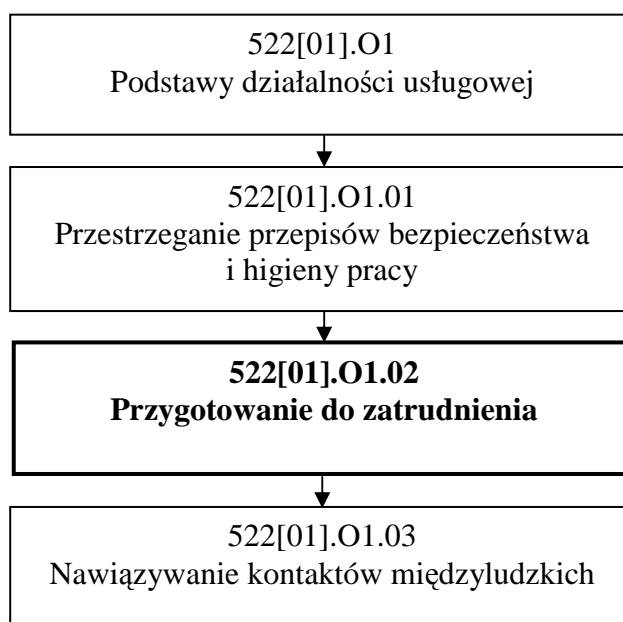 522[01].O1
Podstawy działalności usługowej
522[01].O1.01
Przestrzeganie przepisów bezpieczeństwa
i higieny pracy
522[01].O1.02
Przygotowanie do zatrudnienia
522[01].O1.03
Nawiązywanie kontaktów międzyludzkich